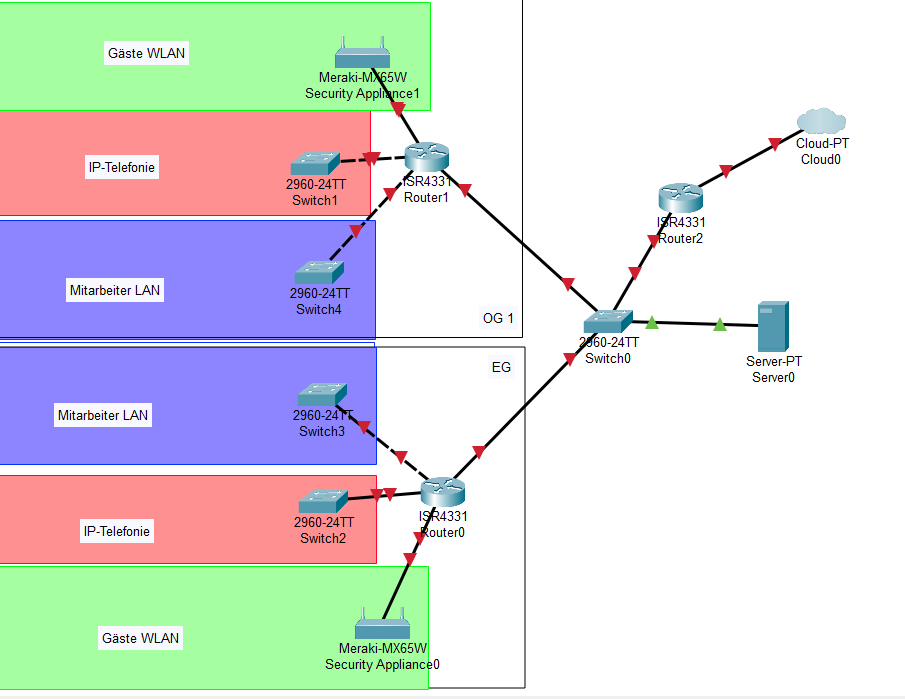 Gäste WLAN
Meraki-MX65W
Security Appliance1
IP-Telefonie
2960-24TT
Switch1
ISR4331
Router1
Cloud-PT
Cloud0
ISR4331
Router2
Mitarbeiter LAN
2960-24TT
Switch4
OG 1
2960-24TT
Switch0
Server-PT
Server0
EG
Mitarbeiter LAN
2960-24TT
Switch3
IP-Telefonie
2960-24TT
Switch2
ISR4331
Router0
Gäste WLAN
Meraki-MX65W
Security Appliance0